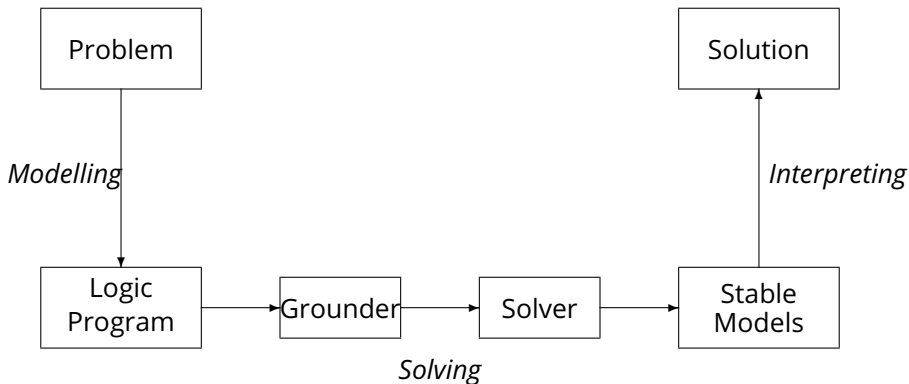 Problem
Solution
Modelling
Interpreting
Logic
Program
Grounder
Solver
Stable
Models
Solving